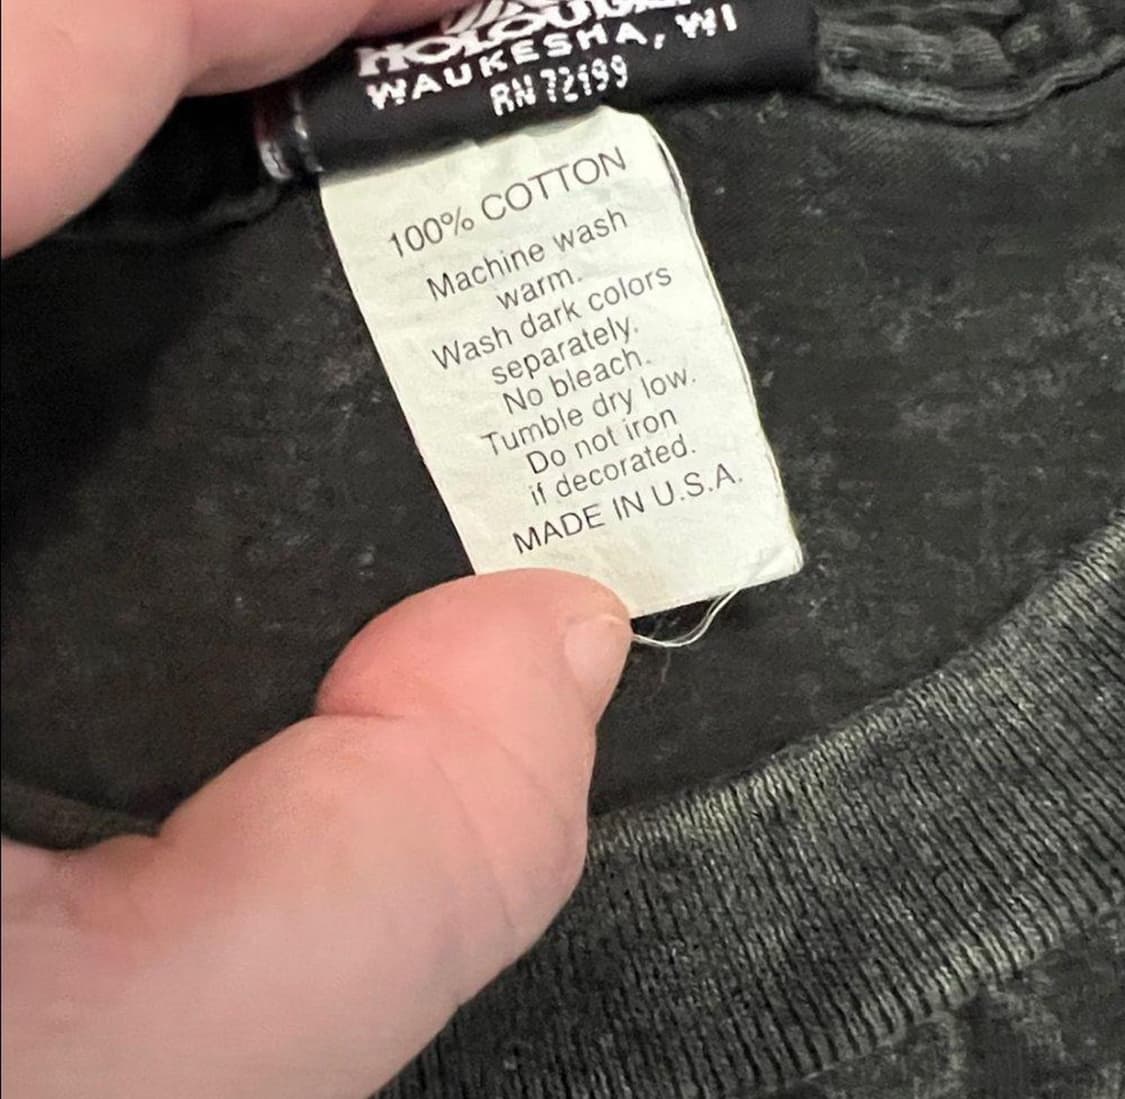 HOLOUBEK
WAUKESHA, WI
RN 72199
100% COTTON
Machine wash
warm.
Wash dark colors
separately.
No bleach.
Tumble dry low.
Do not iron
if decorated.
MADE IN U.S.A.